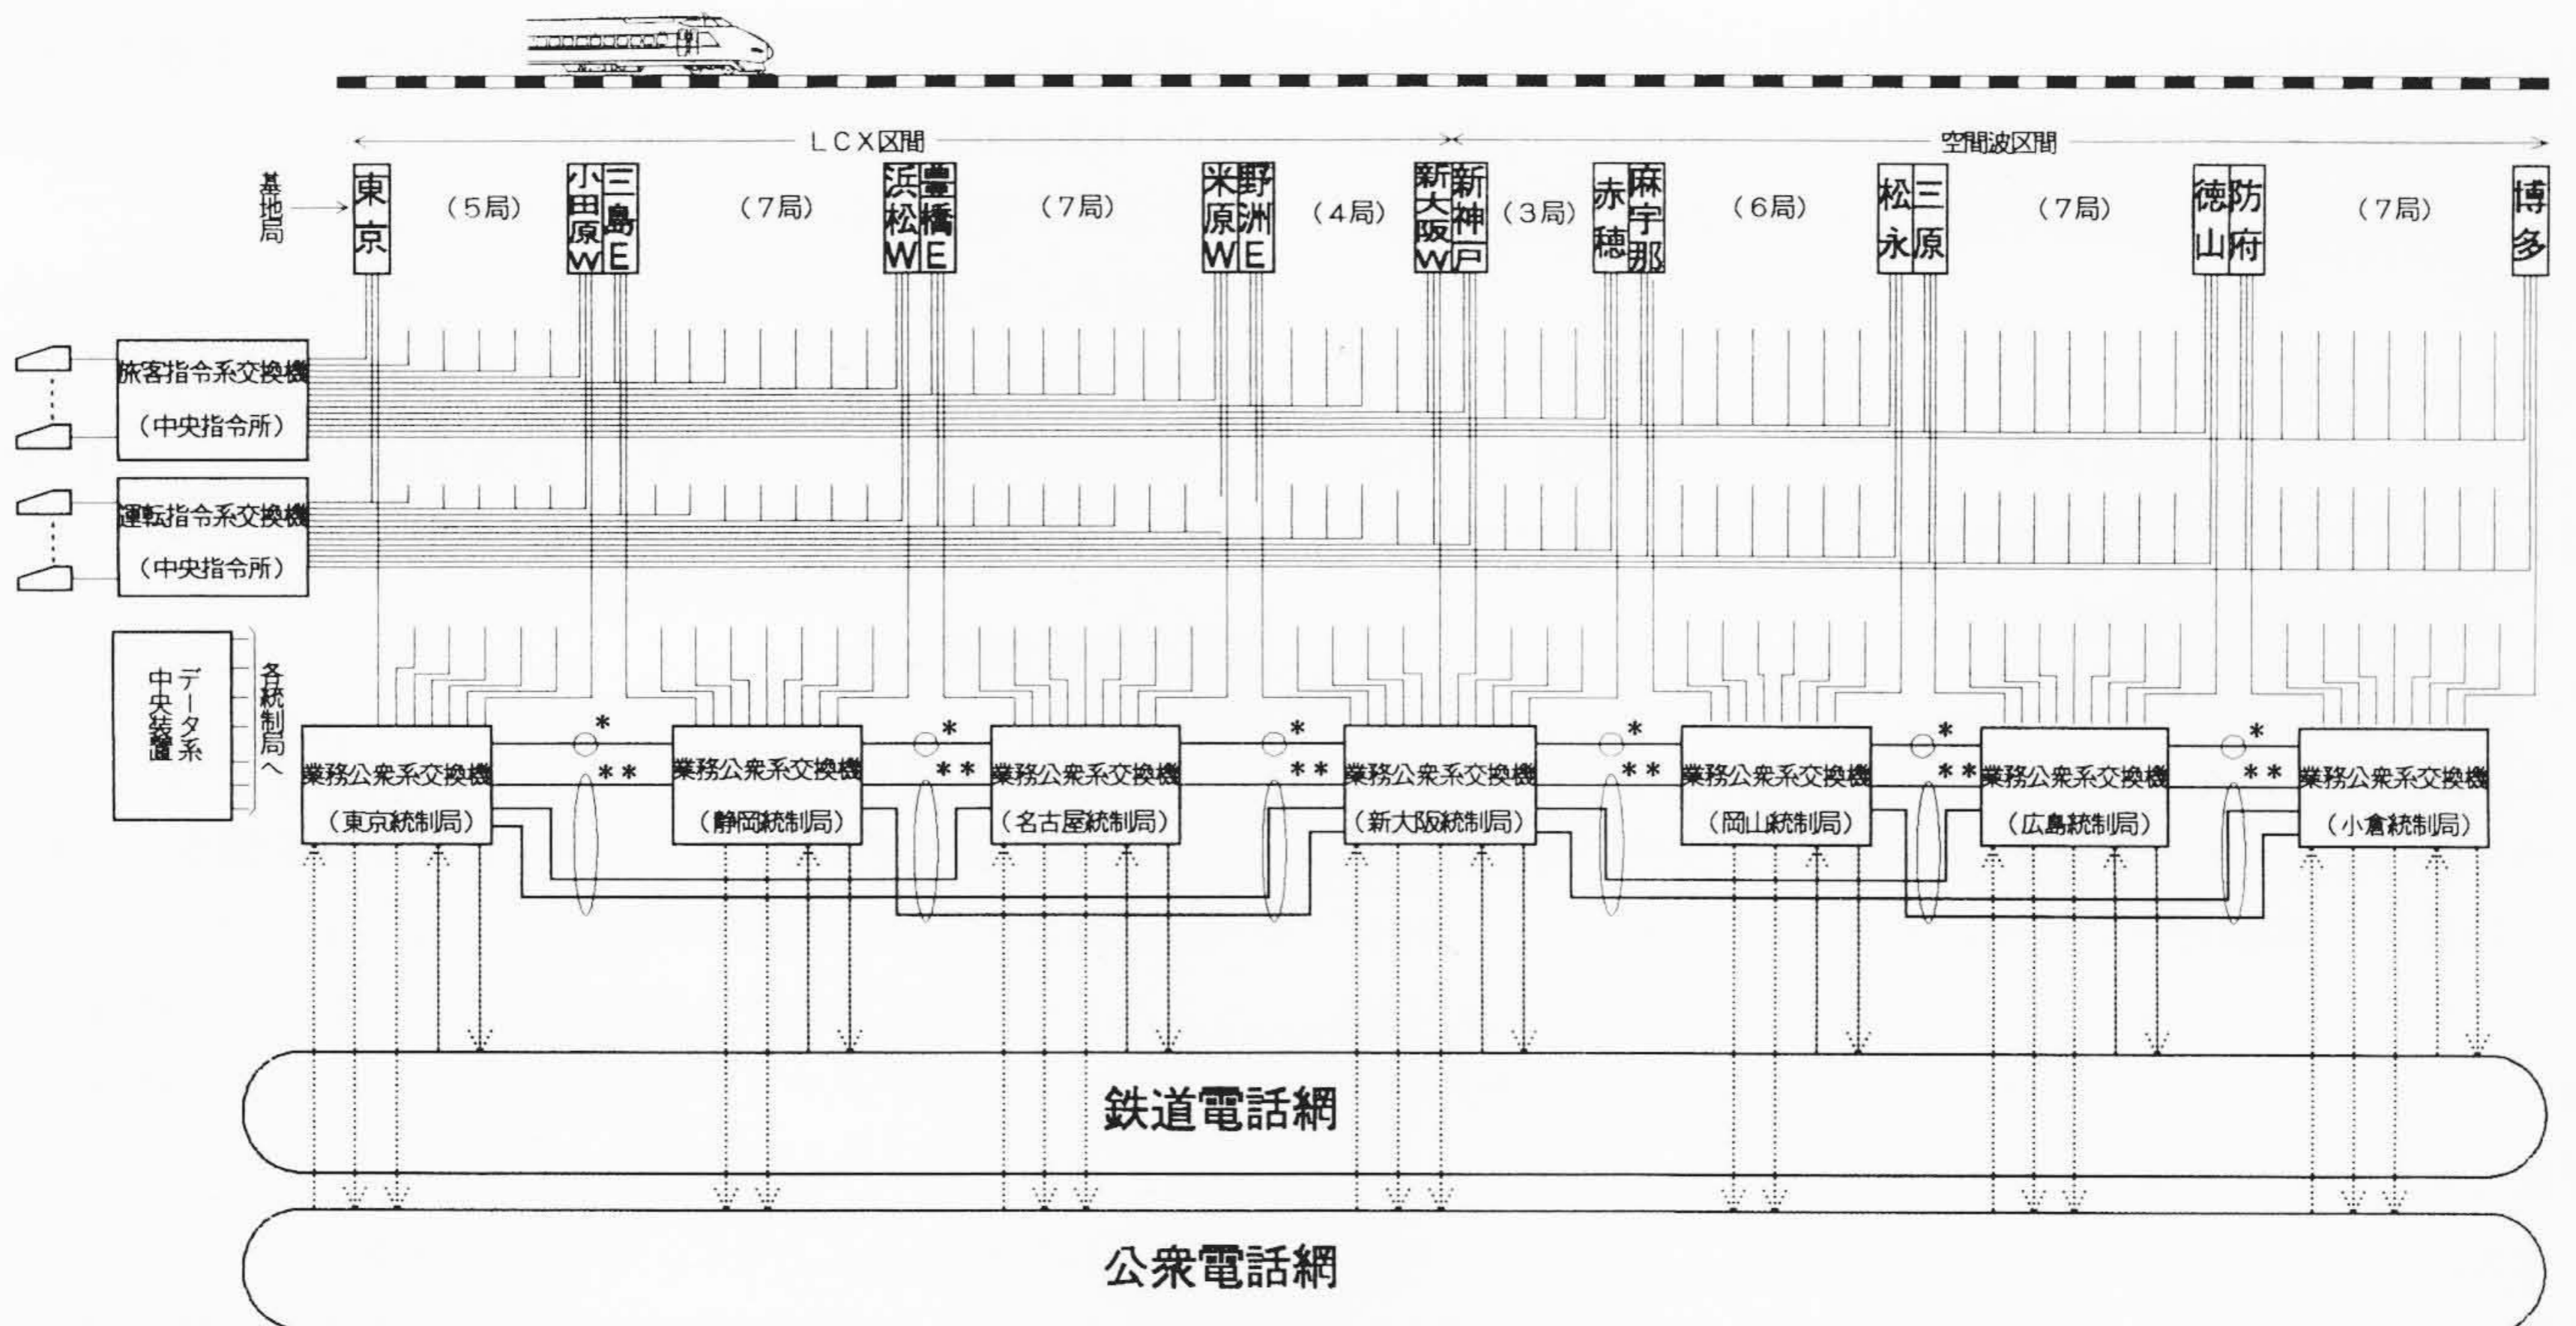 LCX区間
空間波区間
基地局
東京
(5局)
小田原W
三島E
(7局)
浜松W
豊橋E
(7局)
米原W
野洲E
(4局)
新大阪W
新神戸
(3局)
赤穂
麻宇那
(6局)
松永
三原
(7局)
徳山
防府
(7局)
博多
旅客指令系交換機
(中央指令所)
運転指令系交換機
(中央指令所)
データ系
中央装置
各統制局へ
* * * * * *
** ** ** ** ** **
業務公衆系交換機
(東京統制局)
業務公衆系交換機
(静岡統制局)
業務公衆系交換機
(名古屋統制局)
業務公衆系交換機
(新大阪統制局)
業務公衆系交換機
(岡山統制局)
業務公衆系交換機
(広島統制局)
業務公衆系交換機
(小倉統制局)
鉄道電話網
公衆電話網